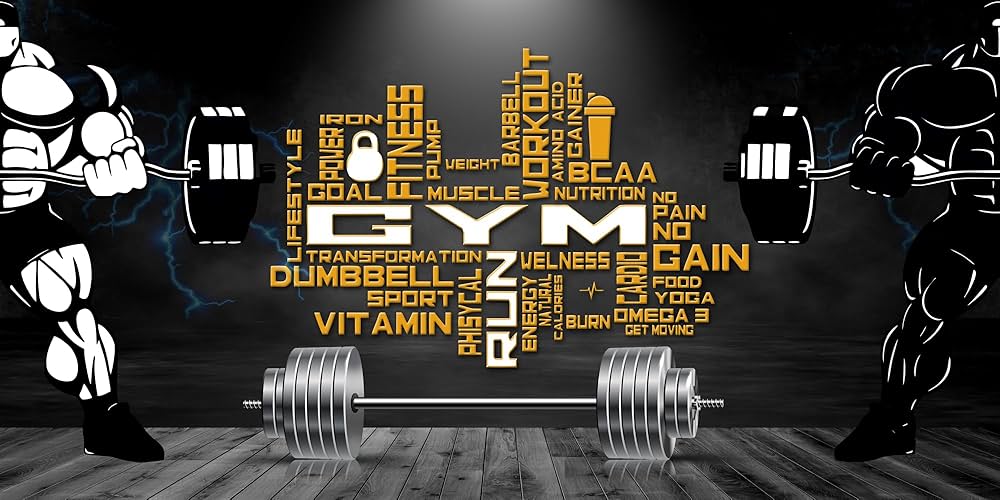 LIFESTYLE
IRON
POWER
GOAL
FITNESS
PUMP
WEIGHT
MUSCLE
BARBELL
WORKOUT
AMINO ACID
GAINER
BCAA
NUTRITION
GYM
NO
PAIN
NO
GAIN
TRANSFORMATION
DUMBBELL
SPORT
VITAMIN
PHISYCAL
RUN
WELNESS
ENERGY
NATURAL
CALORIES
BURN
CARDIO
FOOD
YOGA
OMEGA 3
GET MOVING